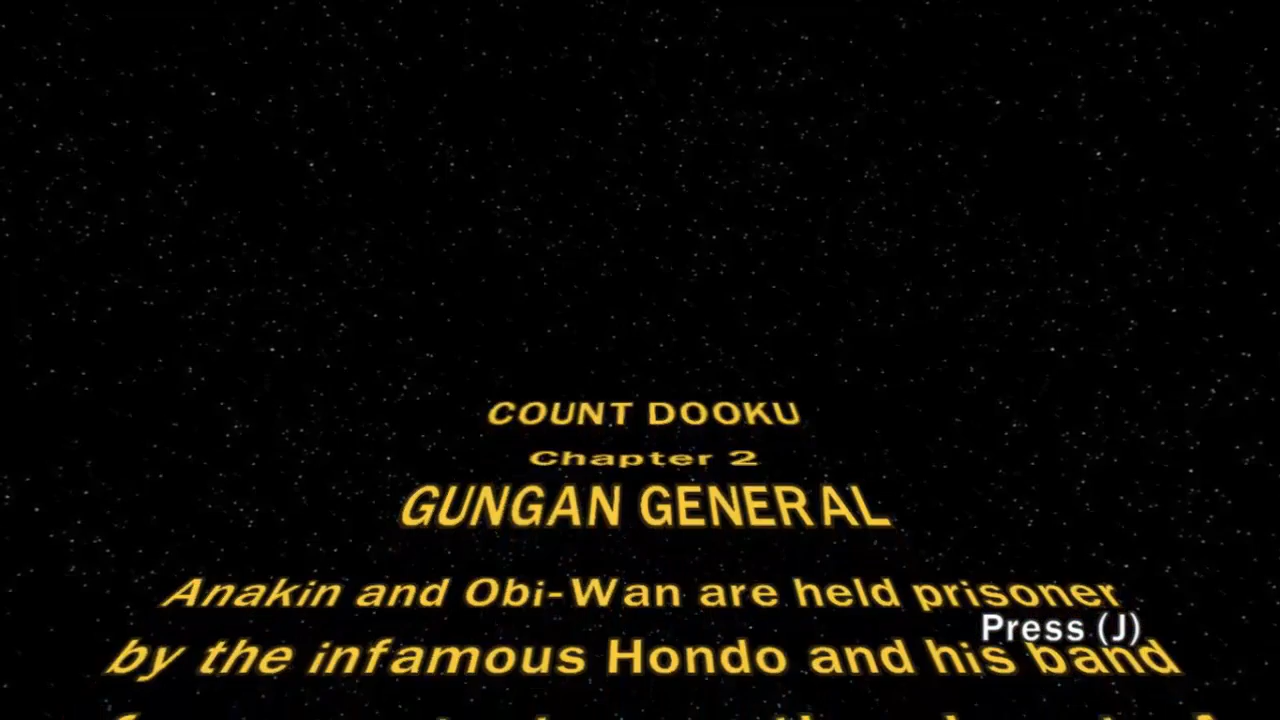 COUNT DOOKU
Chapter 2
GUNGAN GENERAL
Anakin and Obi-Wan are held prisoner
Press (J)
by the infamous Hondo and his band